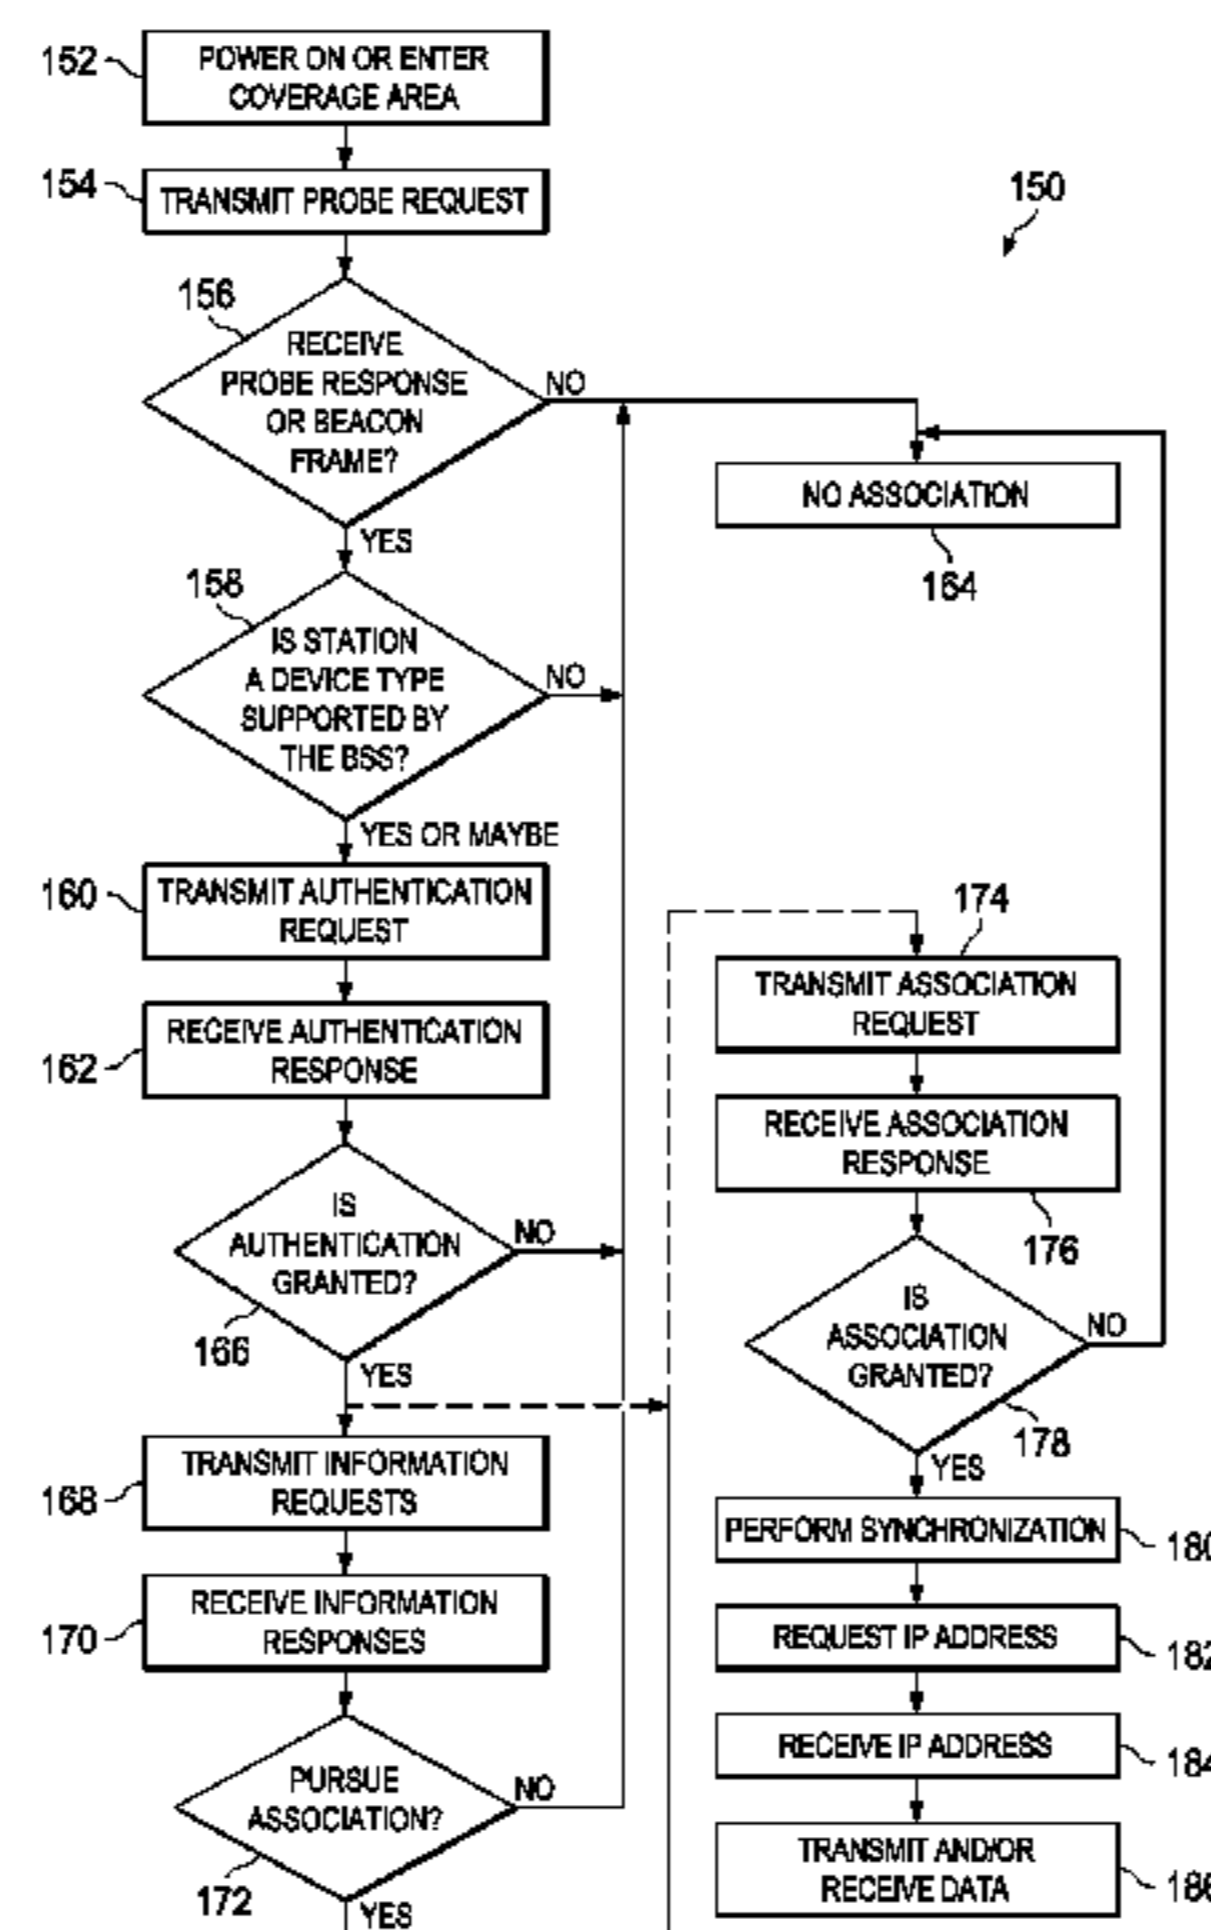 152
POWER ON OR ENTER
COVERAGE AREA
154
TRANSMIT PROBE REQUEST
150
156
RECEIVE
PROBE RESPONSE
OR BEACON
FRAME?
NO
YES
NO ASSOCIATION
164
158
IS STATION
A DEVICE TYPE
SUPPORTED BY
THE BSS?
NO
YES OR MAYBE
160
TRANSMIT AUTHENTICATION
REQUEST
162
RECEIVE AUTHENTICATION
RESPONSE
IS
AUTHENTICATION
GRANTED?
NO
166
YES
168
TRANSMIT INFORMATION
REQUESTS
170
RECEIVE INFORMATION
RESPONSES
PURSUE
ASSOCIATION?
NO
172
YES
174
TRANSMIT ASSOCIATION
REQUEST
RECEIVE ASSOCIATION
RESPONSE
176
IS
ASSOCIATION
GRANTED?
NO
178
YES
PERFORM SYNCHRONIZATION
180
REQUEST IP ADDRESS
182
RECEIVE IP ADDRESS
184
TRANSMIT AND/OR
RECEIVE DATA
186